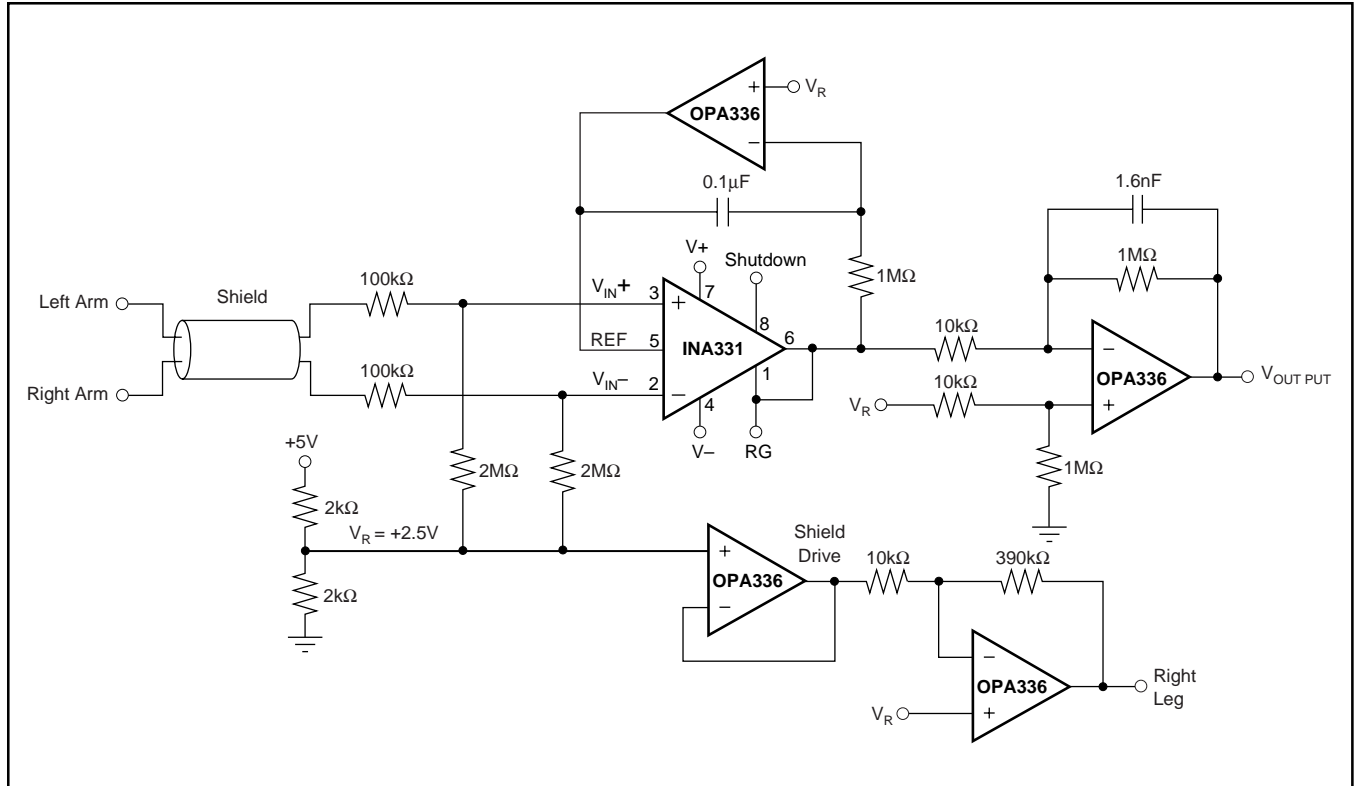 +
V_R
OPA336
−
0.1μF
1.6nF
V+
Shutdown
1MΩ
1MΩ
100kΩ
Left Arm
Shield
V_IN+
3
+
7
8
10kΩ
REF
5
INA331
6
−
OPA336
V_OUT PUT
100kΩ
V_IN−
2
−
1
10kΩ
+
Right Arm
4
V_R
V−
RG
1MΩ
+5V
2MΩ
2MΩ
2kΩ
V_R = +2.5V
Shield
Drive
+
10kΩ
390kΩ
OPA336
2kΩ
−
−
OPA336
Right
Leg
V_R
+